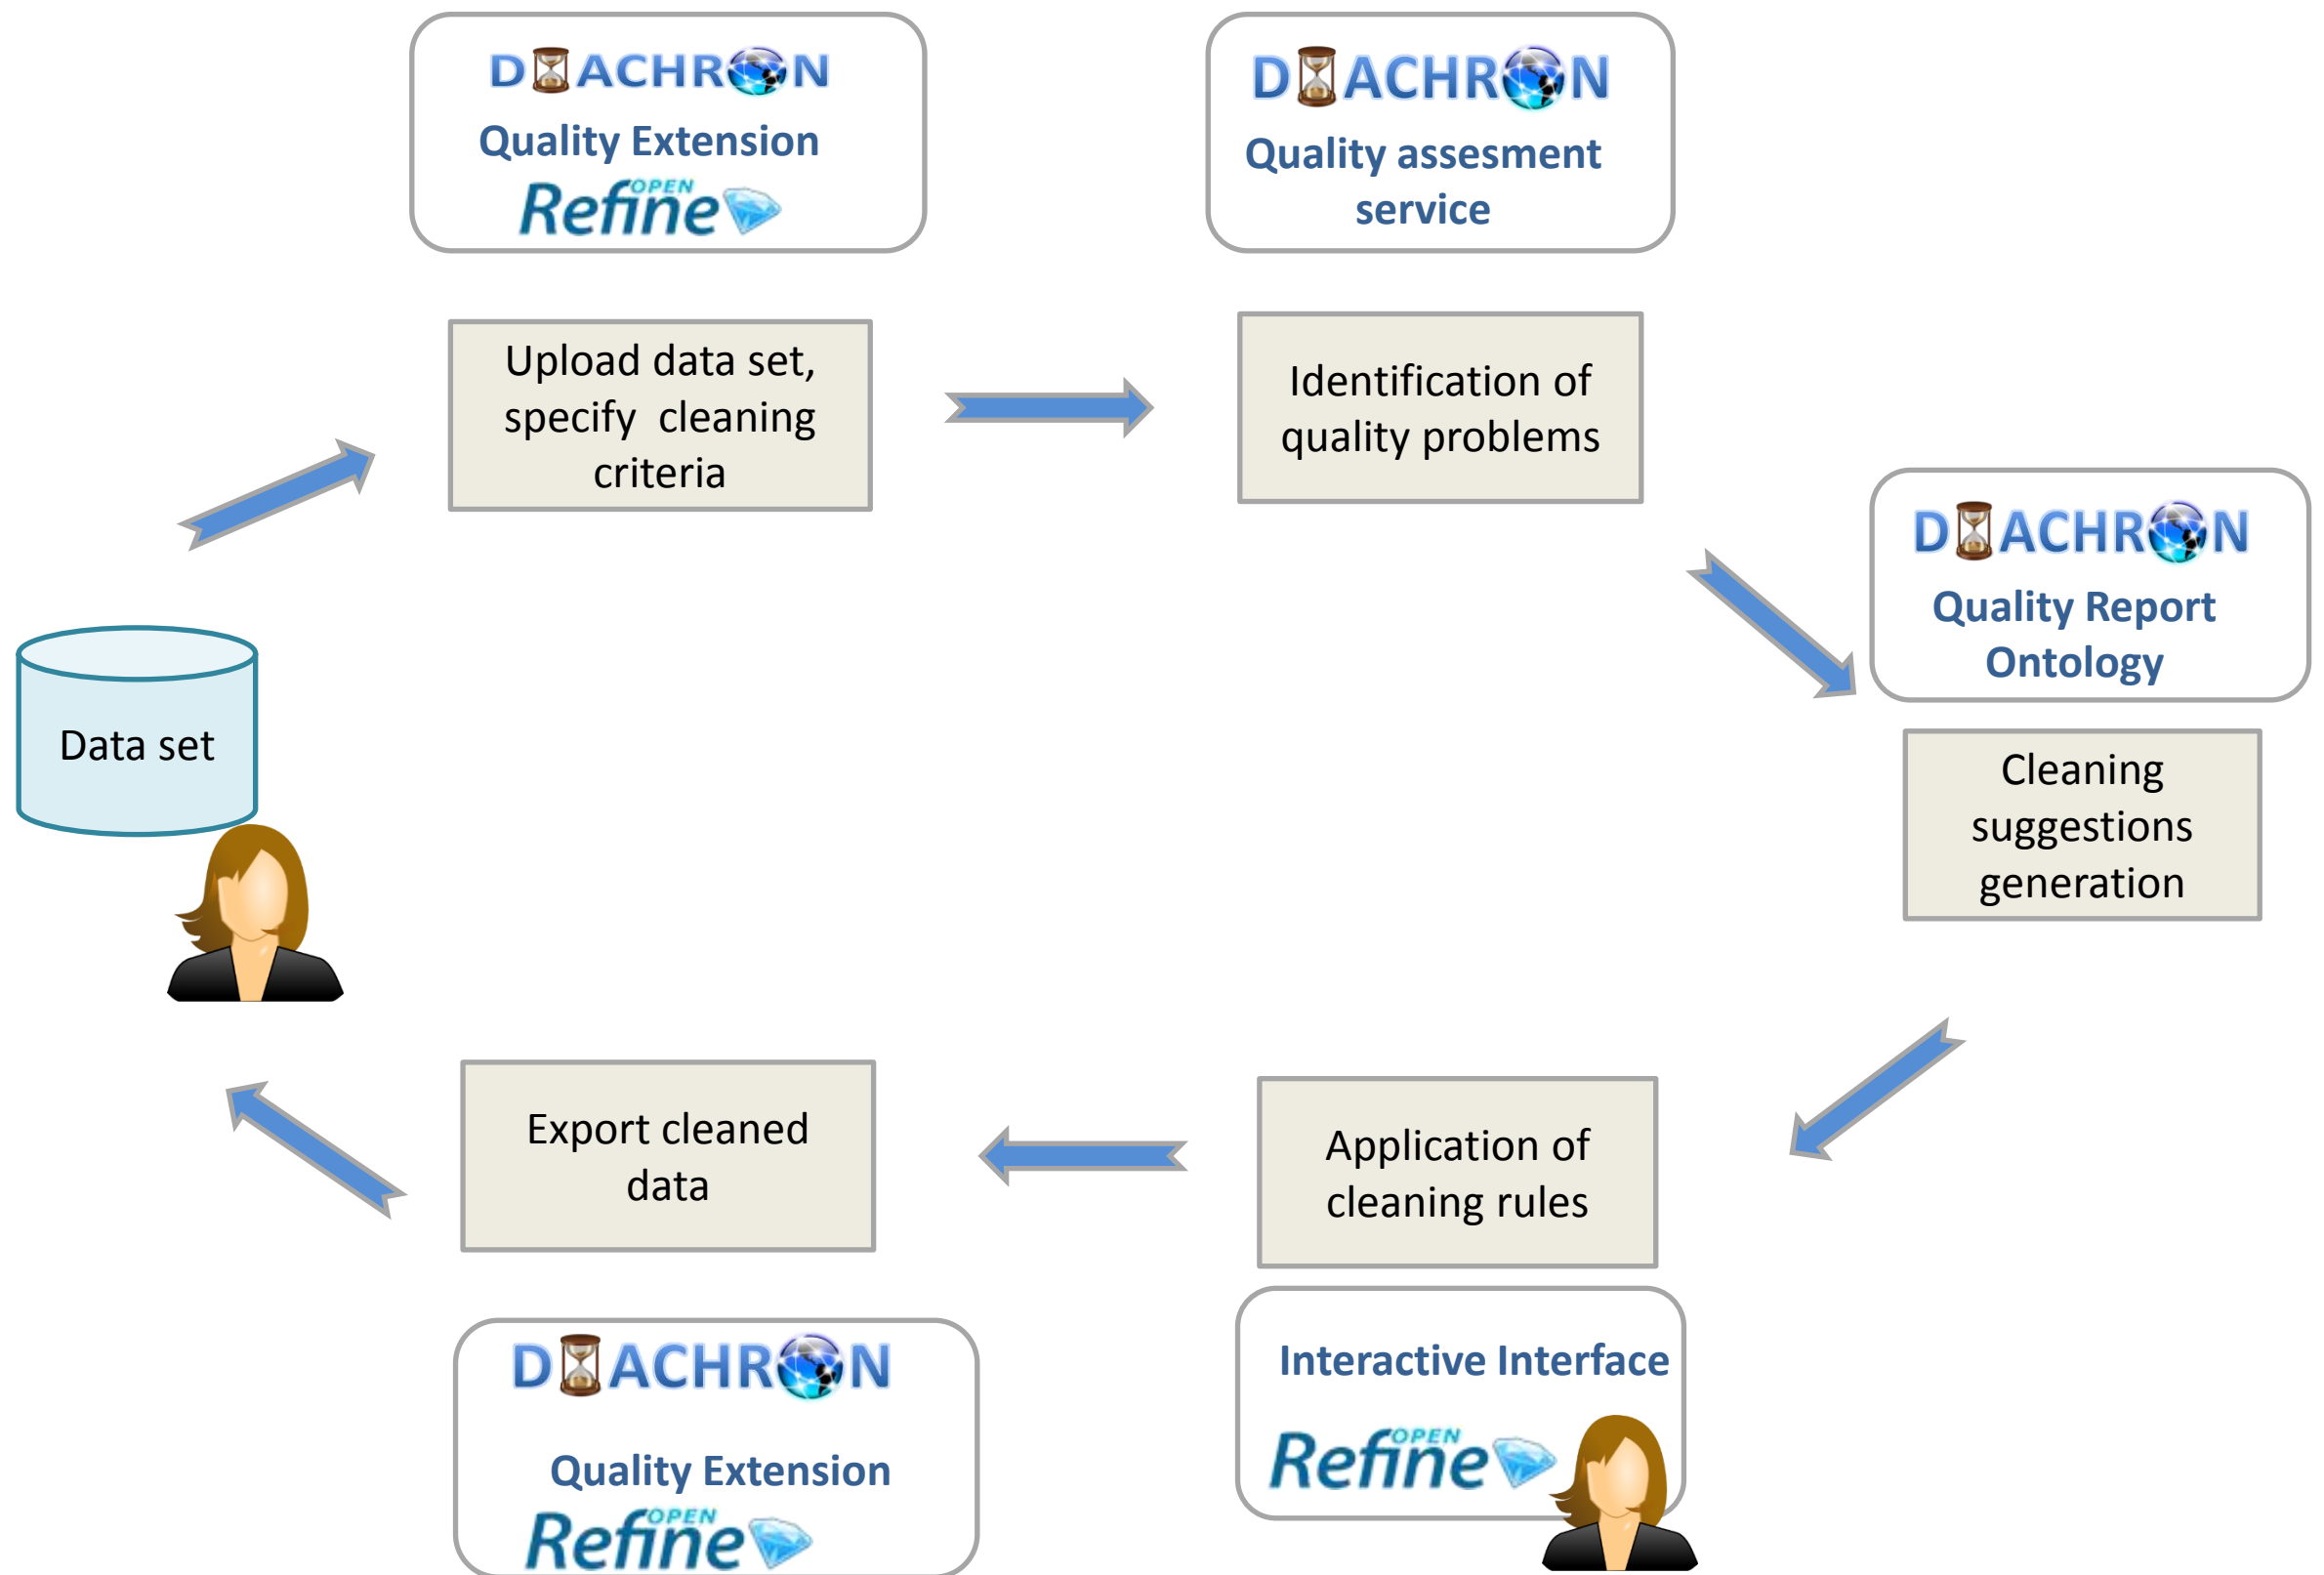 DIACHRON
Quality Extension
OPEN
Refine
DIACHRON
Quality assesment
service
Upload data set,
specify cleaning
criteria
Identification of
quality problems
DIACHRON
Quality Report
Ontology
Data set
Cleaning
suggestions
generation
Export cleaned
data
Application of
cleaning rules
DIACHRON
Quality Extension
OPEN
Refine
Interactive Interface
OPEN
Refine